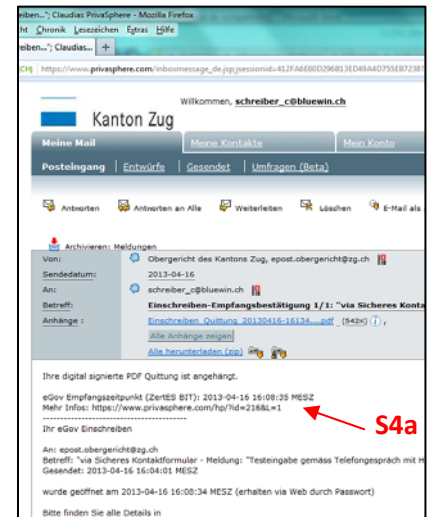 eiben..."; Claudias PrivaSphere - Mozilla Firefox
ht Chronik Lesezeichen Extras Hilfe
eiben..."; Claudias... +
CH) https://www.privasphere.com/inboxmessage_de.jsp;jsessionid=
Willkommen, schreiber_c@bluewin.ch
Kanton Zug
Meine Mail Meine Kontakte Mein Konto
Posteingang | Entwürfe | Gesendet | Umfragen (Beta)
Antworten Antworten an Alle Weiterleiten Löschen E-Mail als
Archivieren: Meldungen
Von: Obergericht des Kantons Zug, epost.obergericht@zg.ch
Sendedatum: 2013-04-16
An: schreiber_c@bluewin.ch
Betreff: Einschreiben-Empfangsbestätigung 1/1: "via Sicheres Konta
Anhänge : Einschreiben_Quittung_20130416-16134....pdf (542K) ,
Alle Anhänge zeigen
Alle herunterladen (zip)
Ihre digital signierte PDF Quittung ist angehängt.
eGov Empfangszeitpunkt (ZertES BIT): 2013-04-16 16:08:35 MESZ
Mehr Infos: https://www.privasphere.com/hp/?id=216&L=1
----------------------------------------
S4a
Ihr eGov Einschreiben
An: epost.obergericht@zg.ch
Betreff: "via Sicheres Kontaktformular - Meldung: "Testeingabe gemäss Telefongespräch mit H
Gesendet: 2013-04-16 16:04:01 MESZ
wurde geöffnet am 2013-04-16 16:08:34 MESZ (erhalten via Web durch Passwort)
Bitte finden Sie alle Details in